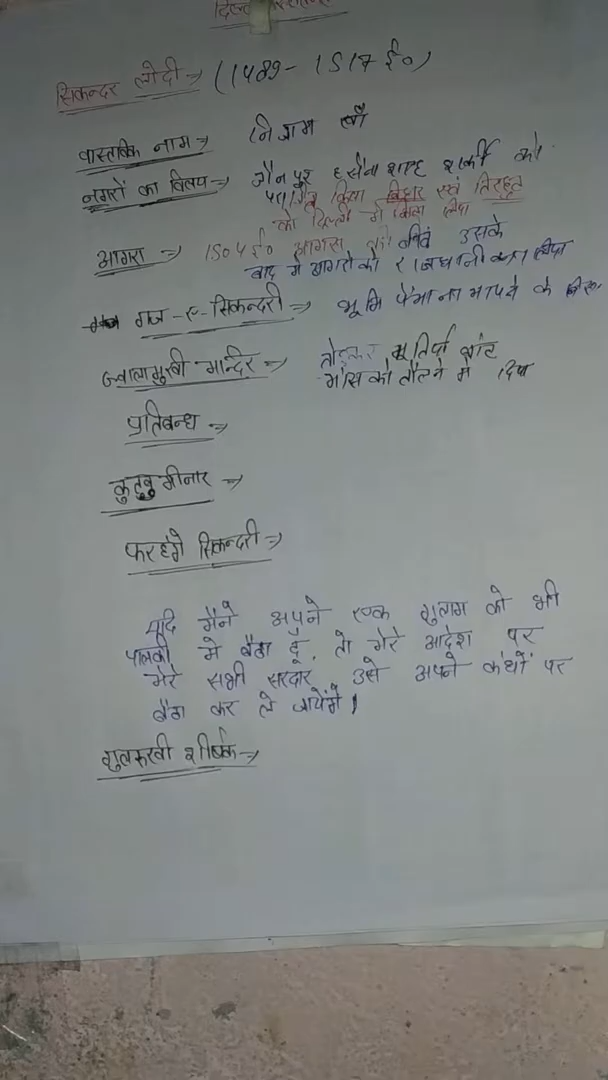 सिकन्दर लोदी → (1489 - 1517 ई०)
वास्तविक नाम → निजाम खाँ
नगरों का विलय → जौनपुर हुसैन शाह शर्की को
पराजित किया बिहार एवं तिरहुत
को दिल्ली में मिला लिया
आगरा → 1504 ई० आगरा की नींव उसके
बाद में आगरा को राजधानी बना लिया
गज-ए-सिकन्दरी → भूमि पैमाना मापने के लिए
ज्वालामुखी मन्दिर → तोड़कर मूर्तियाँ
मांस को तौलने में दिया
प्रतिबन्ध →
कुतुबमीनार →
फरहंगे सिकन्दरी →
यदि मैंने अपने एक गुलाम को भी
पालकी में बैठा दूँ, तो मेरे आदेश पर
मेरे सभी सरदार उसे अपने कंधों पर
बैठा कर ले जायेंगे।
गुलरुखी शीर्षक →